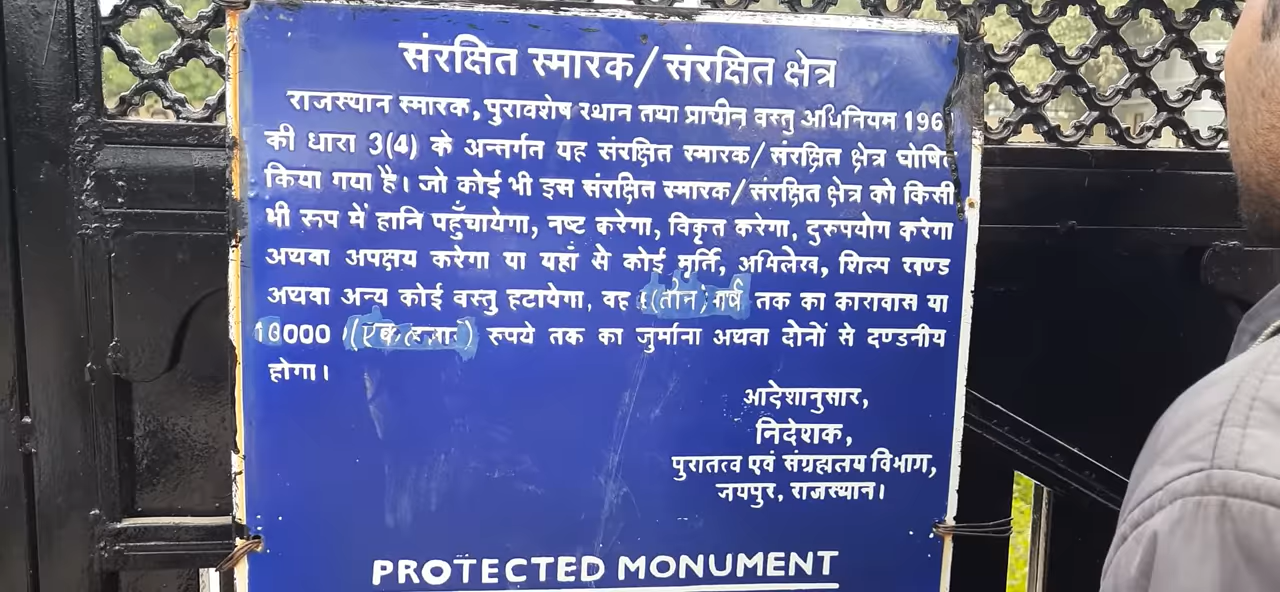 संरक्षित स्मारक/संरक्षित क्षेत्र
राजस्थान स्मारक, पुरावशेष स्थान तथा प्राचीन वस्तु अधिनियम 196
की धारा 3(4) के अन्तर्गत यह संरक्षित स्मारक/संरक्षित क्षेत्र घोषित
किया गया है। जो कोई भी इस संरक्षित स्मारक/संरक्षित क्षेत्र को किसी
भी रूप में हानि पहुँचायेगा, नष्ट करेगा, विकृत करेगा, दुरुपयोग करेगा
अथवा अपक्षय करेगा या यहाँ से कोई मूर्ति, अभिलेख, शिल्प खण्ड
अथवा अन्य कोई वस्तु हटायेगा, वह (तीन) वर्ष तक का कारावास या
(एक हजार) रुपये तक का जुर्माना अथवा दोनों से दण्डनीय
होगा।
आदेशानुसार,
निदेशक,
पुरातत्व एवं संग्रहालय विभाग,
जयपुर, राजस्थान।
PROTECTED MONUMENT